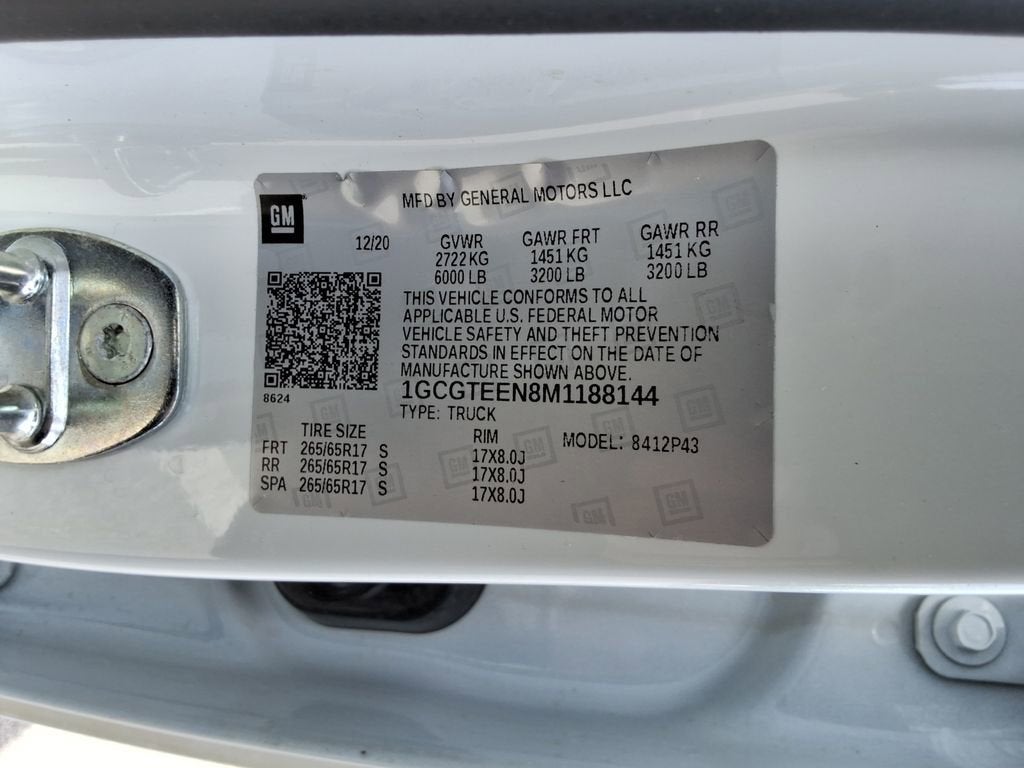 GM
MFD BY GENERAL MOTORS LLC
12/20 GVWR GAWR FRT GAWR RR
2722 KG 1451 KG 1451 KG
6000 LB 3200 LB 3200 LB
THIS VEHICLE CONFORMS TO ALL
APPLICABLE U.S. FEDERAL MOTOR
VEHICLE SAFETY AND THEFT PREVENTION
STANDARDS IN EFFECT ON THE DATE OF
MANUFACTURE SHOWN ABOVE.
8624
1GCGTEEN8M1188144
TYPE: TRUCK
TIRE SIZE RIM MODEL: 8412P43
FRT 265/65R17 S 17X8.0J
RR 265/65R17 S 17X8.0J
SPA 265/65R17 S 17X8.0J